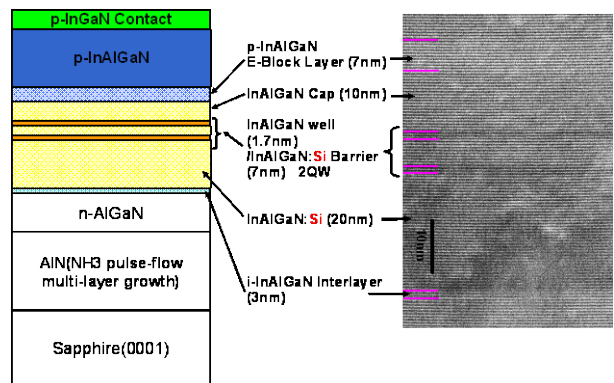 p-InGaN Contact
p-InAlGaN
n-AlGaN
AlN(NH3 pulse-flow
multi-layer growth)
Sapphire(0001)
p-InAlGaN
E-Block Layer (7nm)
InAlGaN Cap (10nm)
InAlGaN well
(1.7nm)
/InAlGaN:Si Barrier
(7nm) 2QW
InAlGaN:Si (20nm)
i-InAlGaN Interlayer
(3nm)
10nm